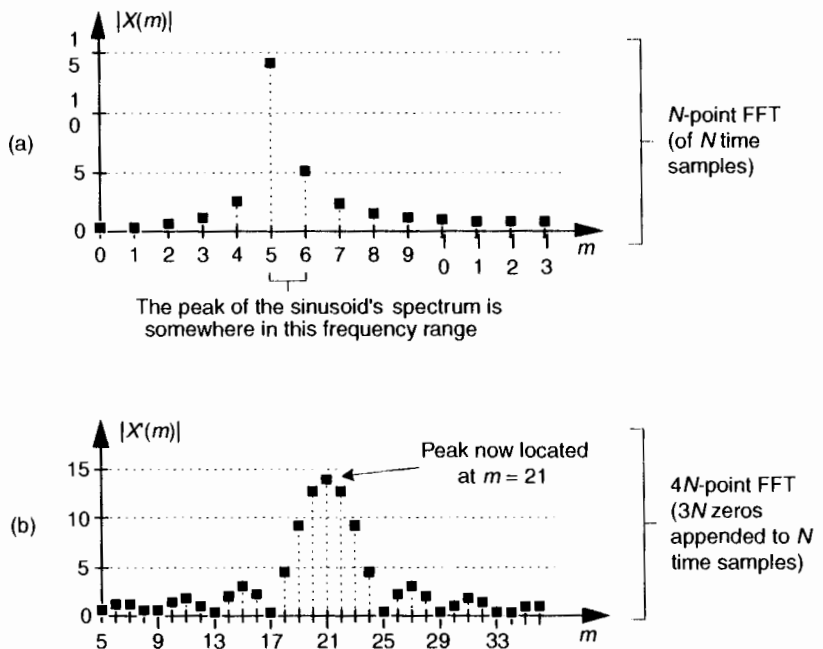 |X(m)|
1
5
1
0
5
0
(a)
0 1 2 3 4 5 6 7 8 9 0 1 2 3
m
N-point FFT
(of N time
samples)
The peak of the sinusoid's spectrum is
somewhere in this frequency range
|X'(m)|
15
10
5
0
(b)
5 9 13 17 21 25 29 33
m
Peak now located
at m = 21
4N-point FFT
(3N zeros
appended to N
time samples)